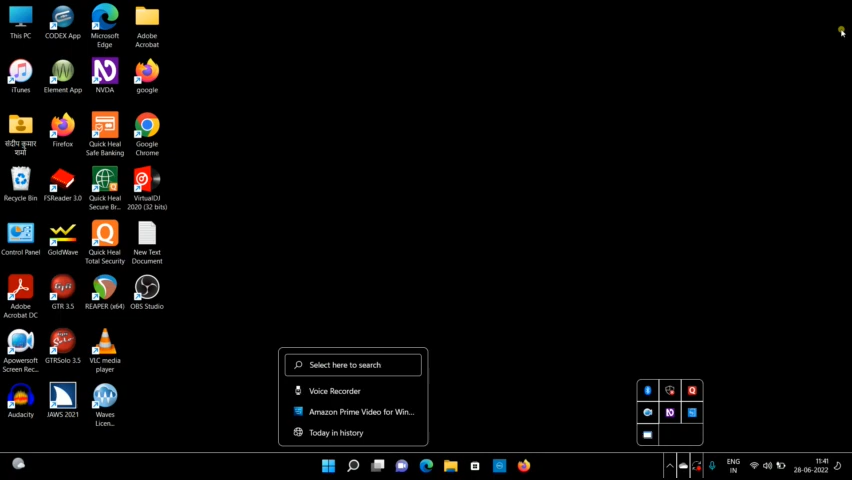 This PC
CODEX App
Microsoft
Edge
Adobe
Acrobat
iTunes
Element App
NVDA
google
संदीप कुमार
शर्मा
Firefox
Quick Heal
Safe Banking
Google
Chrome
Recycle Bin
FSReader 3.0
Quick Heal
Secure Br...
VirtualDJ
2020 (32 bits)
Control Panel
GoldWave
Quick Heal
Total Security
New Text
Document
Adobe
Acrobat DC
GTR 3.5
REAPER (x64)
OBS Studio
Apowersoft
Screen Rec...
GTRSolo 3.5
VLC media
player
Audacity
JAWS 2021
Waves
Licen...
Select here to search
Voice Recorder
Amazon Prime Video for Win...
Today in history
ENG
IN
11:41
28-06-2022